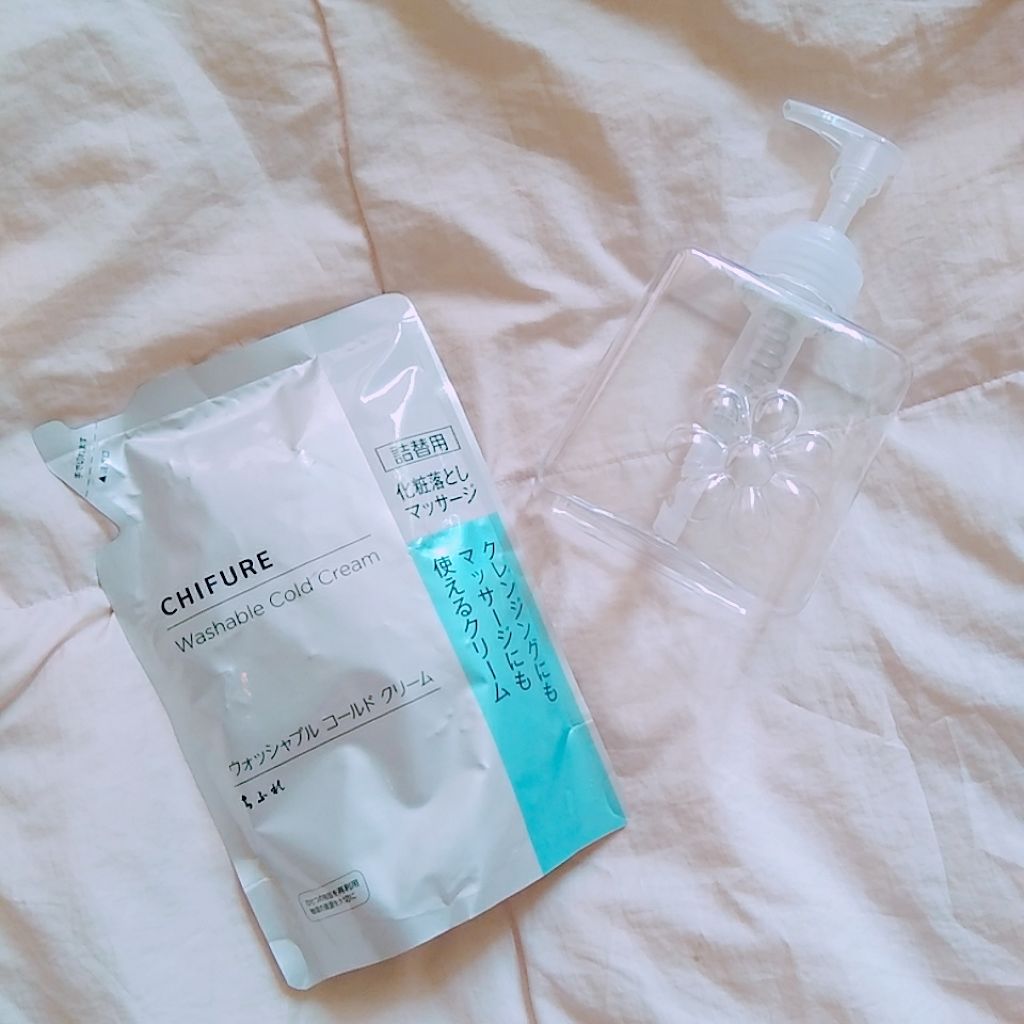 詰替用
化粧落とし
マッサージ
クレンジングにも
マッサージにも
使えるクリーム
CHIFURE
Washable Cold Cream
ウォッシャブル コールド クリーム
ちふれ